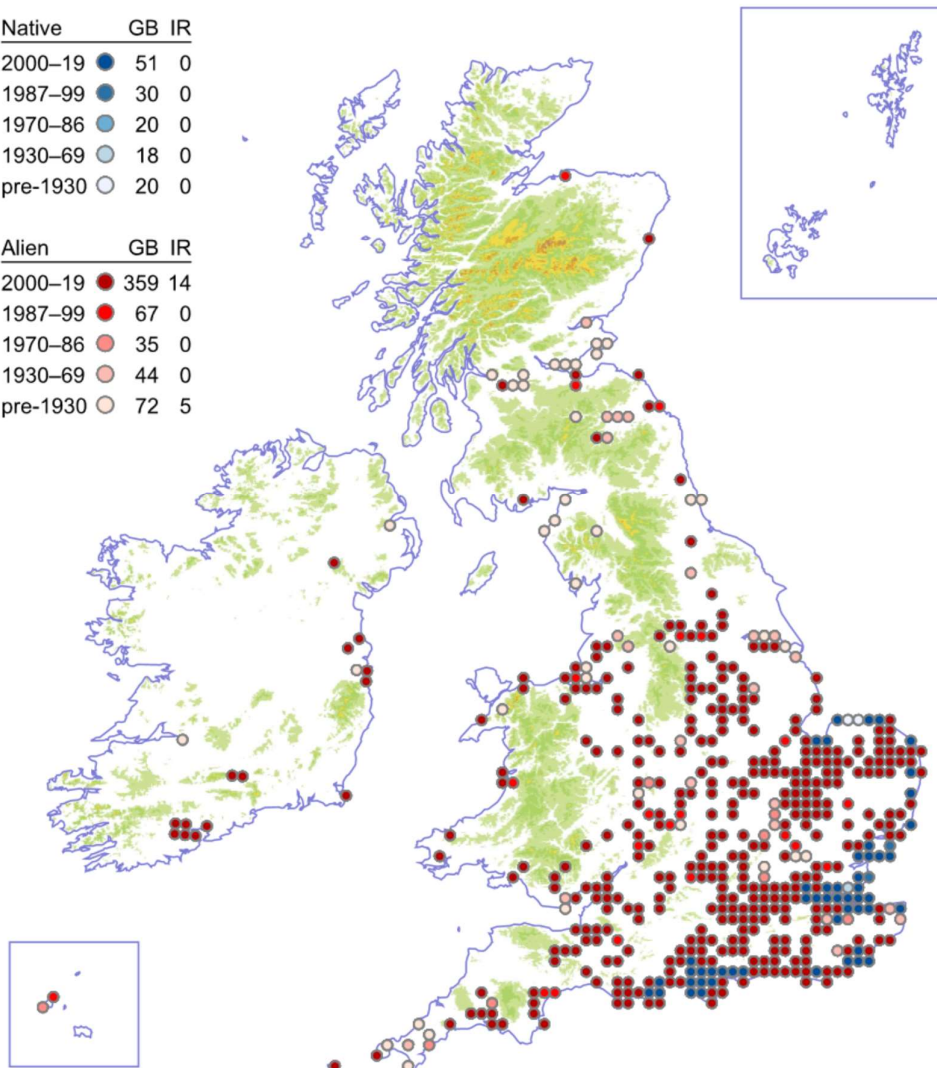 Native GB IR
2000–19 51 0
1987–99 30 0
1970–86 20 0
1930–69 18 0
pre-1930 20 0
Alien GB IR
2000–19 359 14
1987–99 67 0
1970–86 35 0
1930–69 44 0
pre-1930 72 5